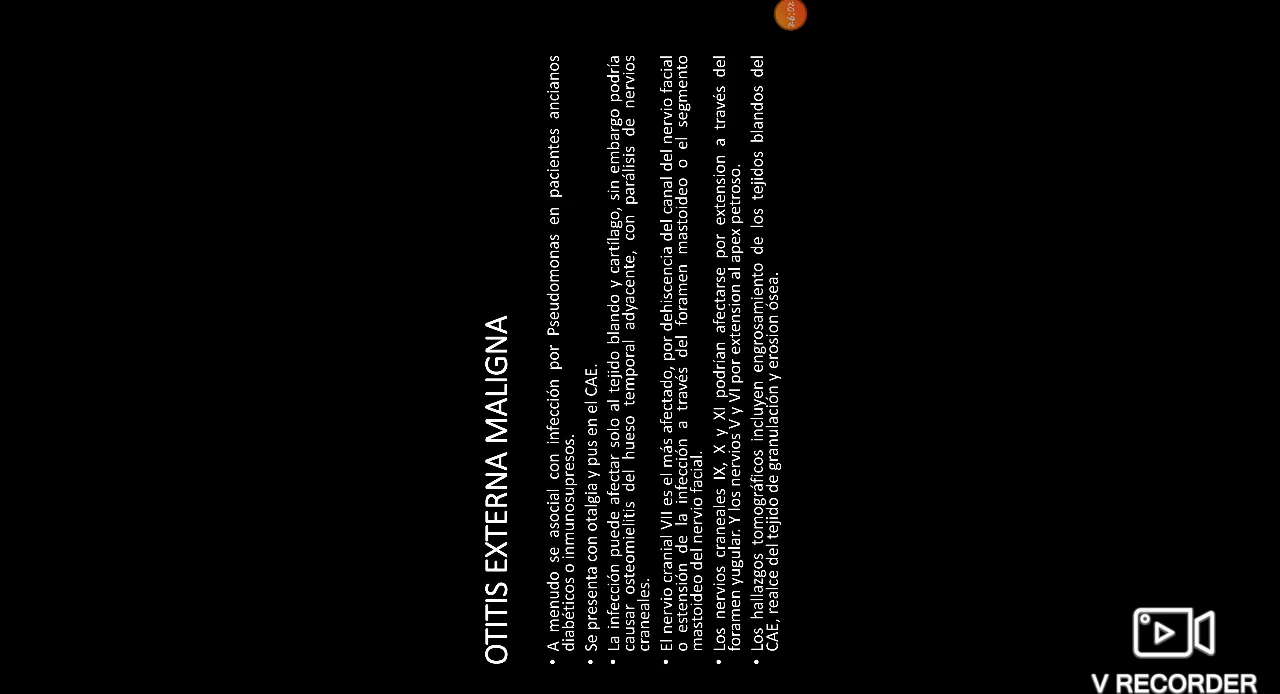 OTITIS EXTERNA MALIGNA
• A menudo se asocial con infección por Pseudomonas en pacientes ancianos
diabéticos o inmunosupresos.
• Se presenta con otalgia y pus en el CAE.
• La infección puede afectar solo al tejido blando y cartílago, sin embargo podría
causar osteomielitis del hueso temporal adyacente, con parálisis de nervios
craneales.
• El nervio cranial VII es el más afectado, por dehiscencia del canal del nervio facial
o estensión de la infección a través del foramen mastoideo o el segmento
mastoideo del nervio facial.
• Los nervios craneales IX, X y XI podrían afectarse por extension a través del
foramen yugular. Y los nervios V y VI por extension al apex petroso.
• Los hallazgos tomográficos incluyen engrosamiento de los tejidos blandos del
CAE, realce del tejido de granulación y erosion ósea.
26:02
V RECORDER